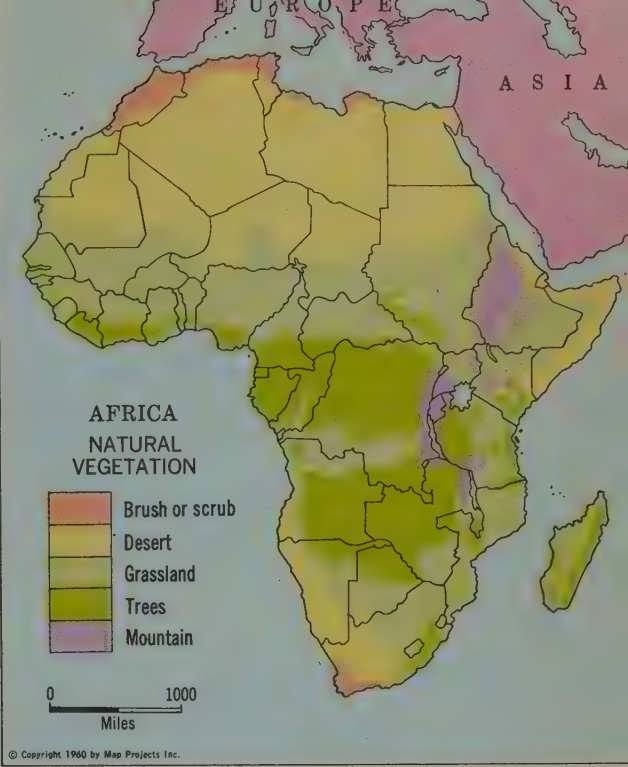 EUROPE
ASIA
AFRICA
NATURAL
VEGETATION
Brush or scrub
Desert
Grassland
Trees
Mountain
0 1000
Miles
© Copyright 1960 by Map Projects Inc.